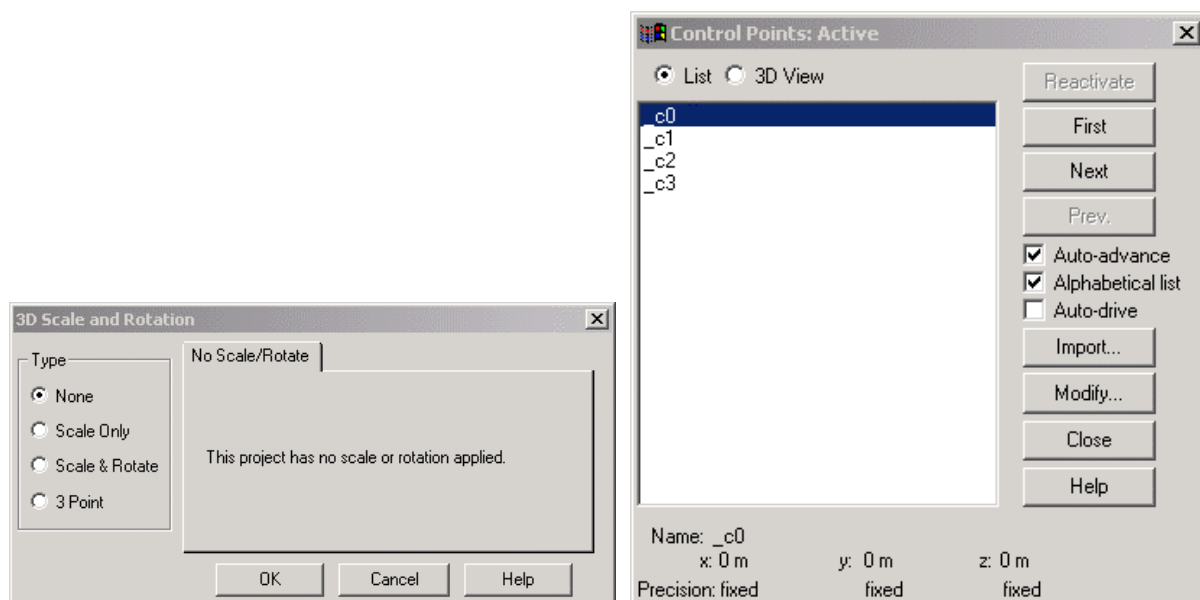 3D Scale and Rotation
Type
None
Scale Only
Scale & Rotate
3 Point
No Scale/Rotate
This project has no scale or rotation applied.
OK Cancel Help
Control Points: Active
List 3D View
_c0
_c1
_c2
_c3
Reactivate
First
Next
Prev.
Auto-advance
Alphabetical list
Auto-drive
Import...
Modify...
Close
Help
Name: _c0
x: 0 m y: 0 m z: 0 m
Precision: fixed fixed fixed